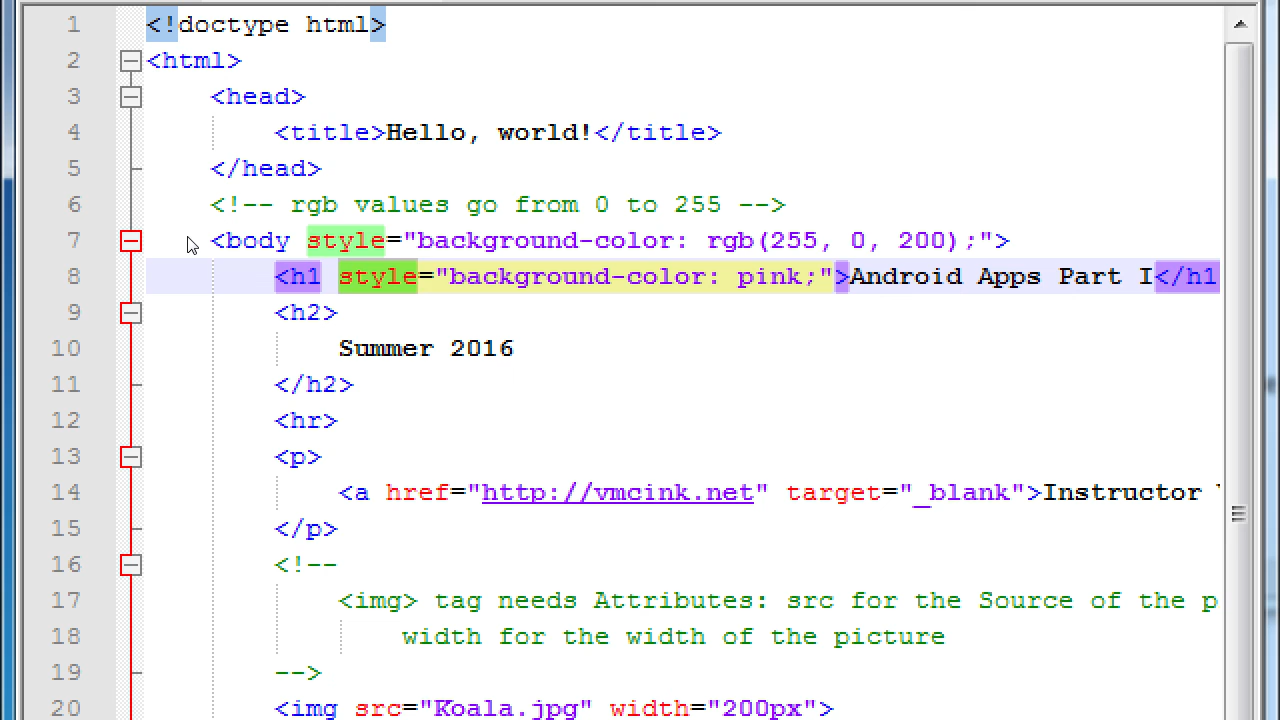 1 <!doctype html>
2 <html>
3 <head>
4 <title>Hello, world!</title>
5 </head>
6 <!-- rgb values go from 0 to 255 -->
7 <body style="background-color: rgb(255, 0, 200);">
8 <h1 style="background-color: pink;">Android Apps Part I</h1
9 <h2>
10 Summer 2016
11 </h2>
12 <hr>
13 <p>
14 <a href="http://vmcink.net" target="_blank">Instructor
15 </p>
16 <!--
17 <img> tag needs Attributes: src for the Source of the p
18 width for the width of the picture
19 -->
20 <img src="Koala.jpg" width="200px">